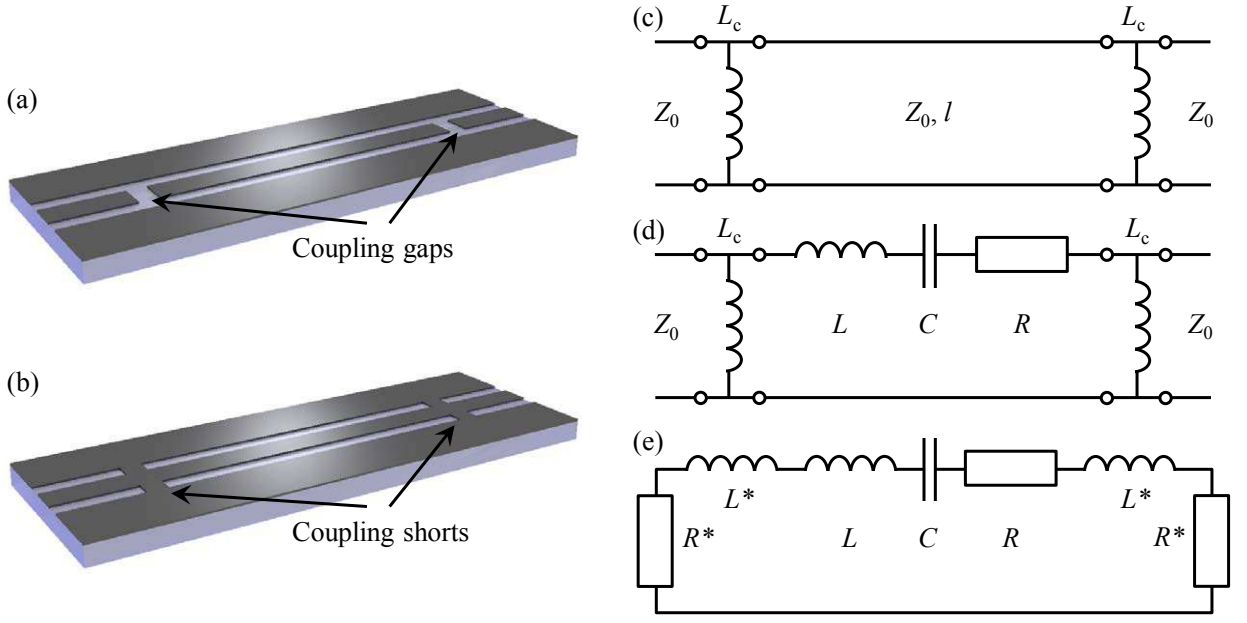 (a)
Coupling gaps
(b)
Coupling shorts
(c)
L_c L_c
Z_0 Z_0, l Z_0
(d)
L_c L_c
Z_0 L C R Z_0
(e)
L* L*
R* L C R R*